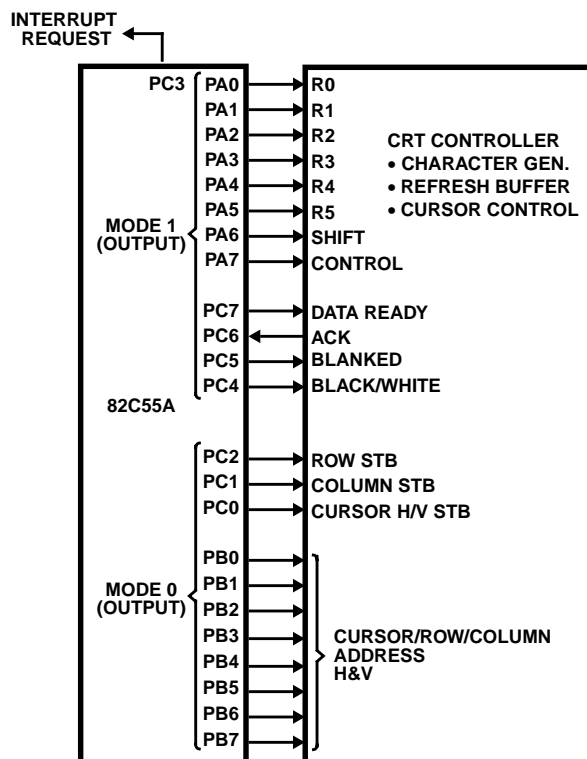 INTERRUPT
REQUEST
PC3 PA0 R0
PA1 R1
PA2 R2
PA3 R3
PA4 R4
PA5 R5
PA6 SHIFT
PA7 CONTROL
CRT CONTROLLER
• CHARACTER GEN.
• REFRESH BUFFER
• CURSOR CONTROL
MODE 1
(OUTPUT)
PC7 DATA READY
PC6 ACK
PC5 BLANKED
PC4 BLACK/WHITE
82C55A
PC2 ROW STB
PC1 COLUMN STB
PC0 CURSOR H/V STB
MODE 0
(OUTPUT)
PB0
PB1
PB2
PB3
PB4
PB5
PB6
PB7
CURSOR/ROW/COLUMN
ADDRESS
H&V